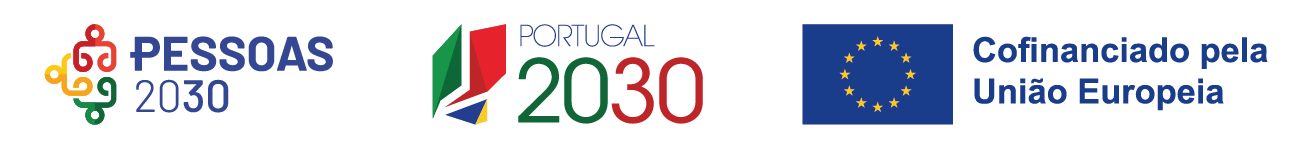 PESSOAS
2030
PORTUGAL
2030
Cofinanciado pela
União Europeia